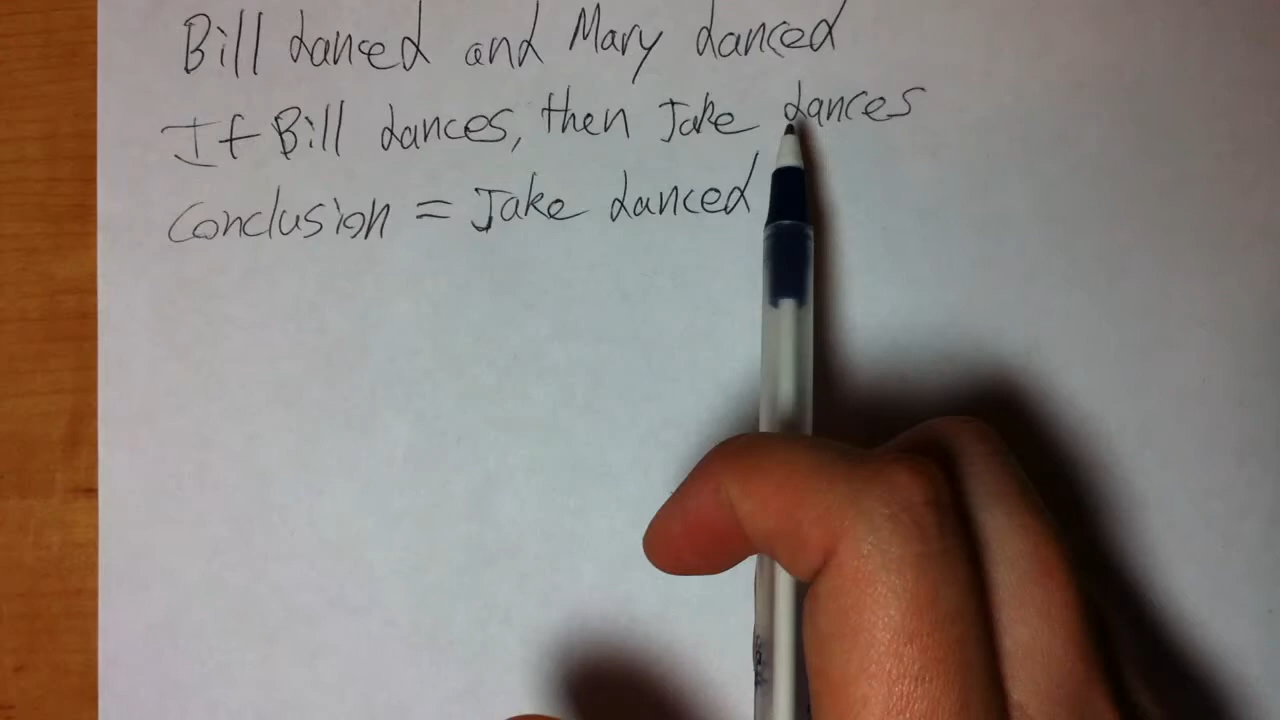 Bill danced and Mary danced
If Bill dances, then Jake dances
Conclusion = Jake danced